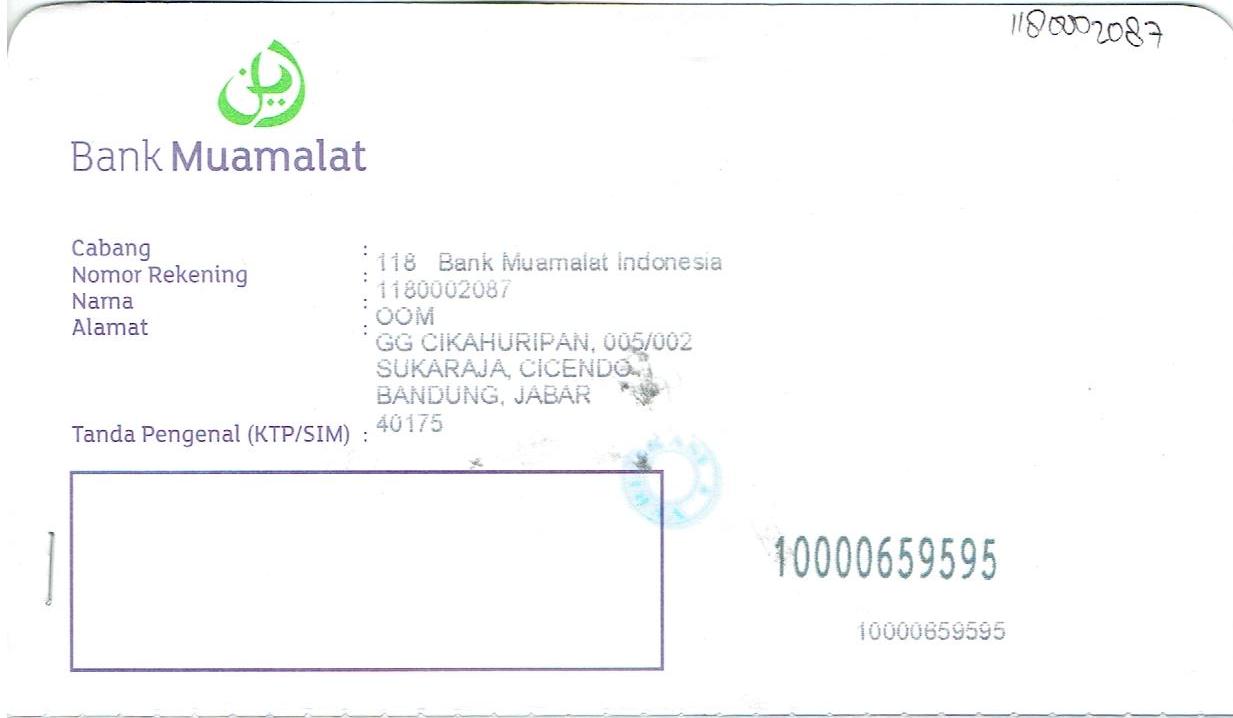 1180002087
Bank Muamalat
Cabang : 118 Bank Muamalat Indonesia
Nomor Rekening : 1180002087
Nama : OOM
Alamat : GG CIKAHURIPAN, 005/002
SUKARAJA, CICENDO
BANDUNG, JABAR
40175
Tanda Pengenal (KTP/SIM) :
10000659595
10000659595